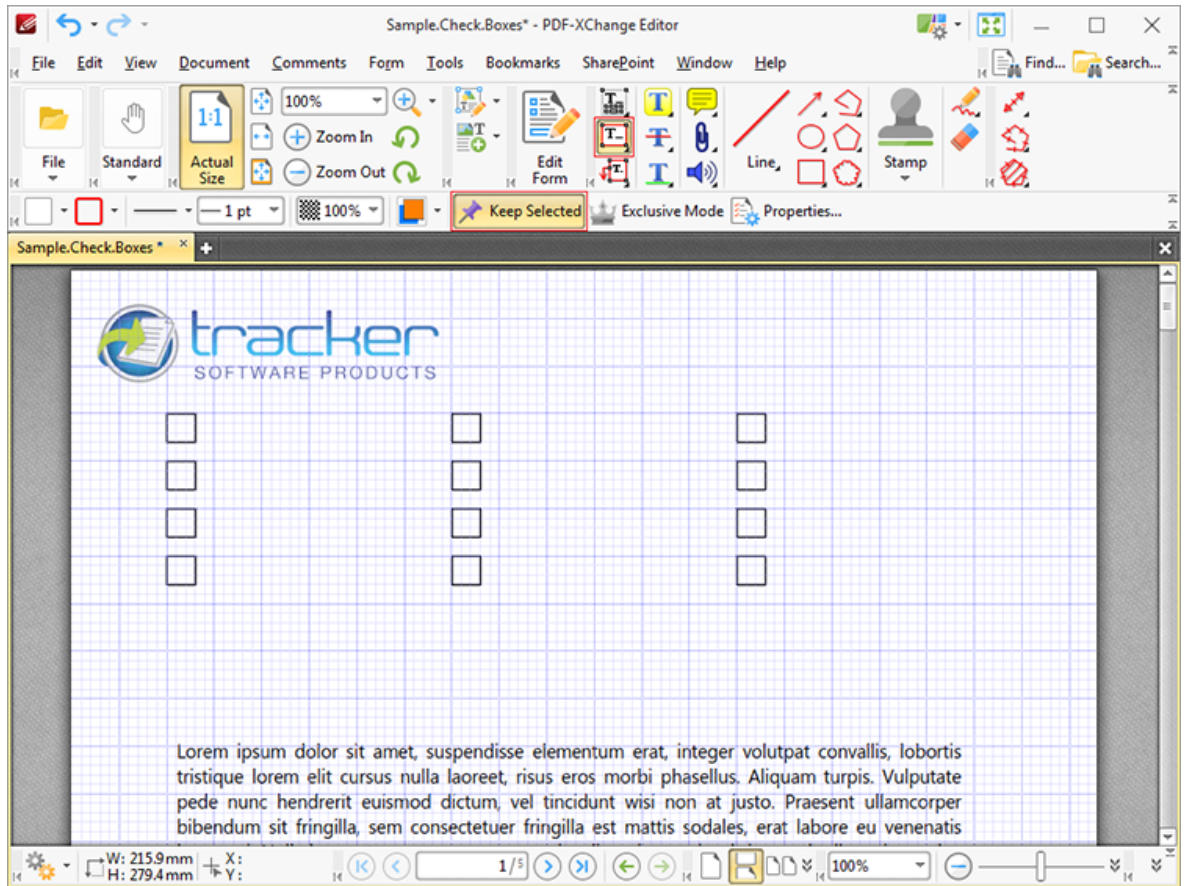 Sample.Check.Boxes* - PDF-XChange Editor
File Edit View Document Comments Form Tools Bookmarks SharePoint Window Help Find... Search...
File Standard 1:1 Actual Size 100% Zoom In Zoom Out Edit Form Line Stamp
1 pt 100% Keep Selected Exclusive Mode Properties...
Sample.Check.Boxes *
tracker
SOFTWARE PRODUCTS
Lorem ipsum dolor sit amet, suspendisse elementum erat, integer volutpat convallis, lobortis
tristique lorem elit cursus nulla laoreet, risus eros morbi phasellus. Aliquam turpis. Vulputate
pede nunc hendrerit euismod dictum, vel tincidunt wisi non at justo. Praesent ullamcorper
bibendum sit fringilla, sem consectetuer fringilla est mattis sodales, erat labore eu venenatis
W: 215.9 mm X:
H: 279.4 mm Y:
1/5
100%